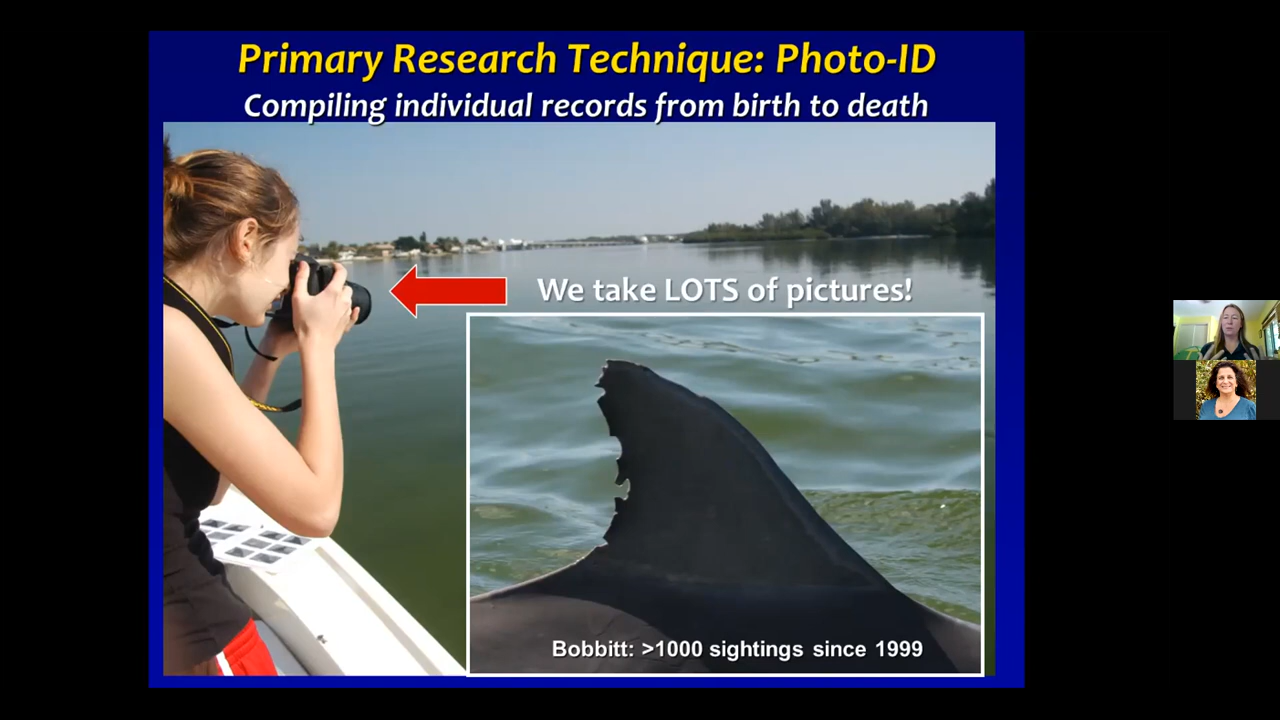 Primary Research Technique: Photo-ID
Compiling individual records from birth to death
We take LOTS of pictures!
Bobbitt: >1000 sightings since 1999